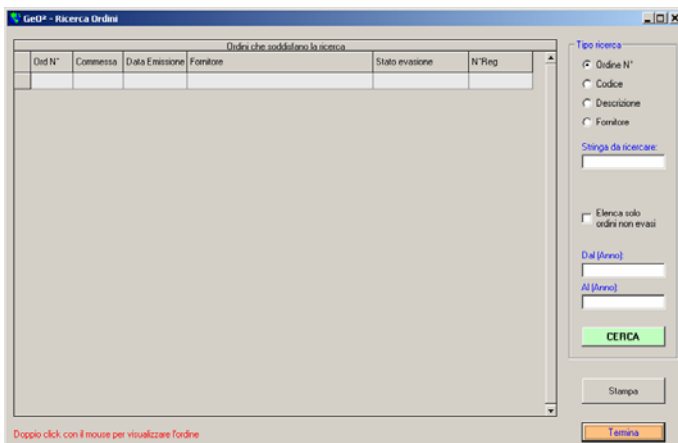 GeO² - Ricerca Ordini
Ordini che soddisfano la ricerca
Ord N° Commessa Data Emissione Fornitore Stato evasione N°Reg
Tipo ricerca
Ordine N°
Codice
Descrizione
Fornitore
Stringa da ricercare:
Elenca solo
ordini non evasi
Dal (Anno):
Al (Anno):
CERCA
Stampa
Termina
Doppio click con il mouse per visualizzare l'ordine